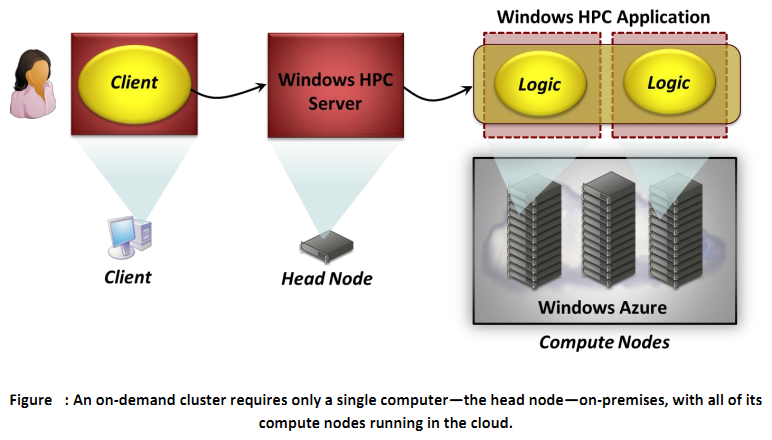 Windows HPC Application
Client
Windows HPC
Server
Logic
Logic
Client
Head Node
Windows Azure
Compute Nodes
Figure : An on-demand cluster requires only a single computer—the head node—on-premises, with all of its
compute nodes running in the cloud.